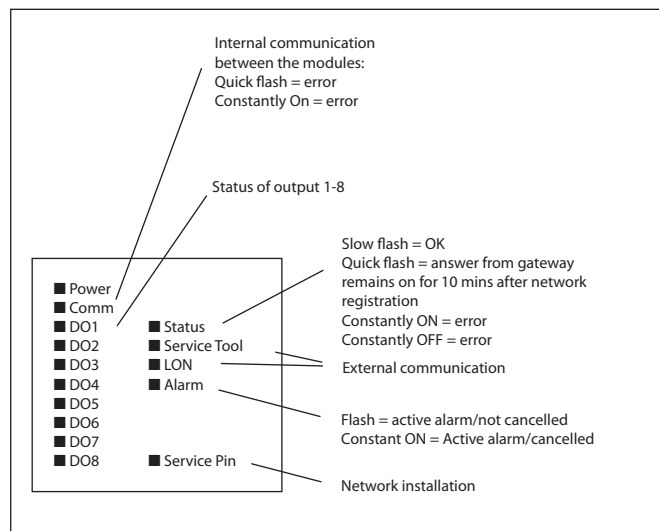 Internal communication
between the modules:
Quick flash = error
Constantly On = error
Status of output 1-8
Slow flash = OK
Quick flash = answer from gateway
remains on for 10 mins after network
registration
Constantly ON = error
Constantly OFF = error
External communication
Flash = active alarm/not cancelled
Constant ON = Active alarm/cancelled
Network installation
Power
Comm
DO1
DO2
DO3
DO4
DO5
DO6
DO7
DO8
Status
Service Tool
LON
Alarm
Service Pin